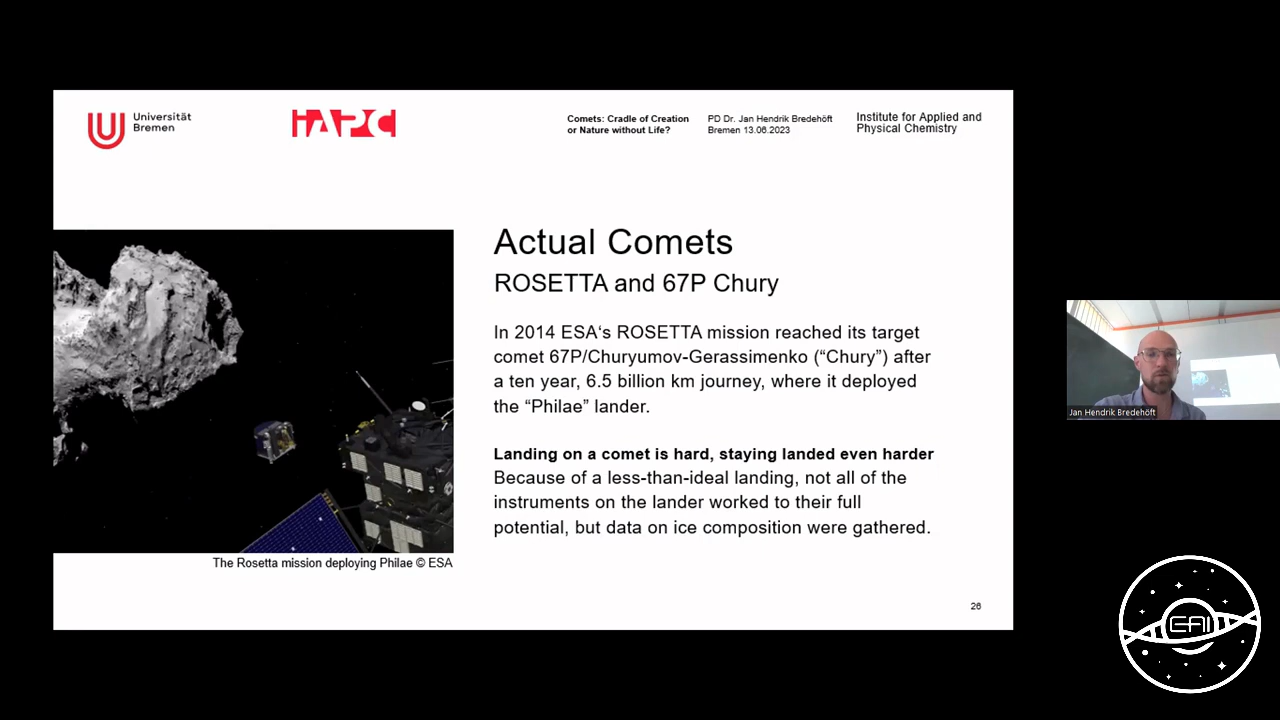 Universität
Bremen
iAPC
Comets: Cradle of Creation
or Nature without Life?
PD Dr. Jan Hendrik Bredehöft
Bremen 13.06.2023
Institute for Applied and
Physical Chemistry
Actual Comets
ROSETTA and 67P Chury
In 2014 ESA‘s ROSETTA mission reached its target
comet 67P/Churyumov-Gerassimenko (“Chury”) after
a ten year, 6.5 billion km journey, where it deployed
the “Philae” lander.
Landing on a comet is hard, staying landed even harder
Because of a less-than-ideal landing, not all of the
instruments on the lander worked to their full
potential, but data on ice composition were gathered.
The Rosetta mission deploying Philae © ESA
26
Jan Hendrik Bredehöft
EAI